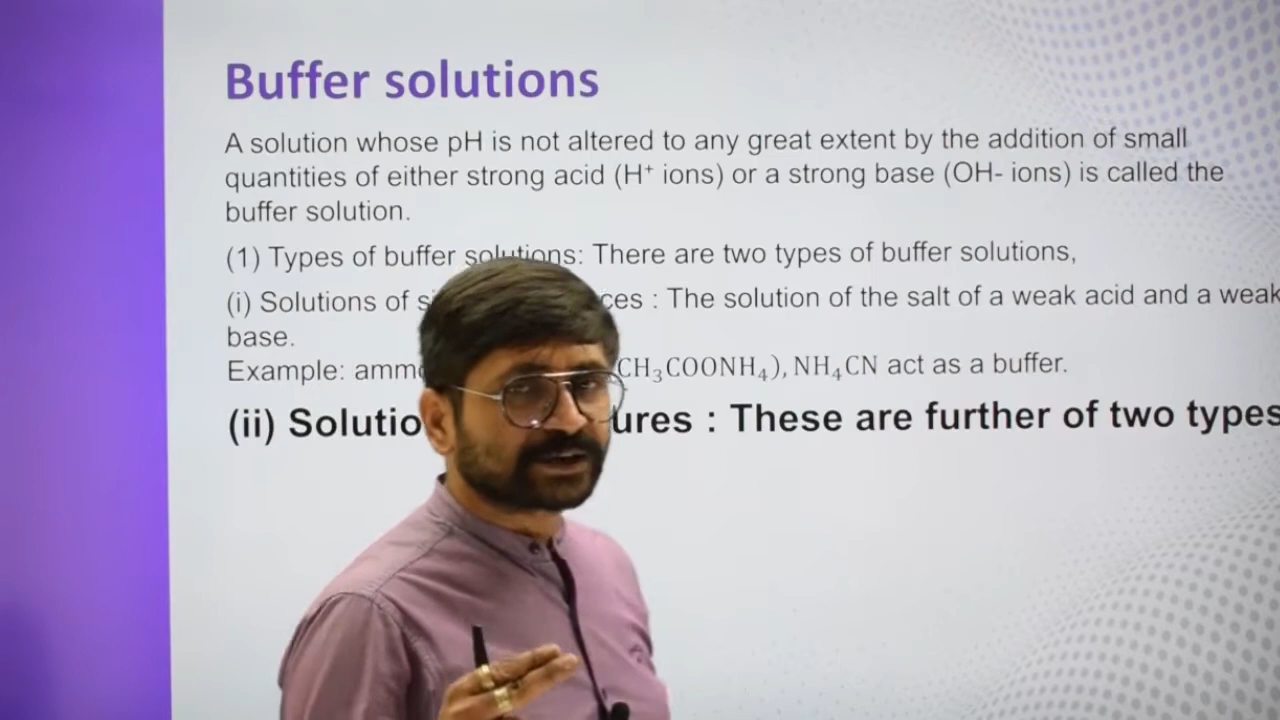 Buffer solutions
A solution whose pH is not altered to any great extent by the addition of small
quantities of either strong acid (H⁺ ions) or a strong base (OH- ions) is called the
buffer solution.
(1) Types of buffer solutions: There are two types of buffer solutions,
(i) Solutions of : The solution of the salt of a weak acid and a weak
base.
Example: CH₃COONH₄), NH₄CN act as a buffer.
(ii) : These are further of two types